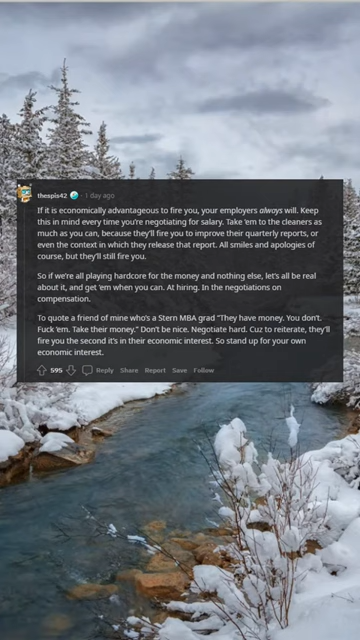 thespis42 · 1 day ago
If it is economically advantageous to fire you, your employers always will. Keep
this in mind every time you're negotiating for salary. Take 'em to the cleaners as
much as you can, because they'll fire you to improve their quarterly reports, or
even the context in which they release that report. All smiles and apologies of
course, but they'll still fire you.
So if we're all playing hardcore for the money and nothing else, let's all be real
about it, and get 'em when you can. At hiring. In the negotiations on
compensation.
To quote a friend of mine who's a Stern MBA grad "They have money. You don't.
Fuck 'em. Take their money." Don't be nice. Negotiate hard. Cuz to reiterate, they'll
fire you the second it's in their economic interest. So stand up for your own
economic interest.
595 Reply Share Report Save Follow